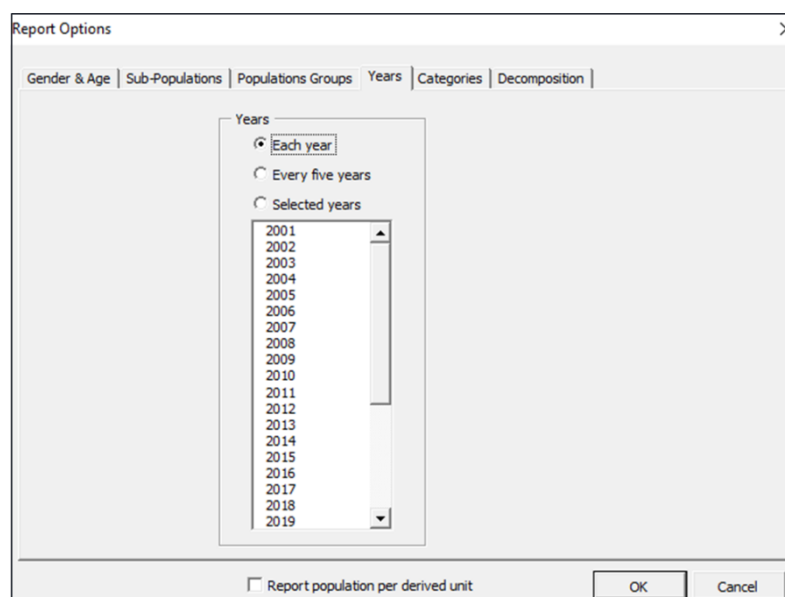 Report Options
Gender & Age Sub-Populations Populations Groups Years Categories Decomposition
Years
Each year
Every five years
Selected years
2001
2002
2003
2004
2005
2006
2007
2008
2009
2010
2011
2012
2013
2014
2015
2016
2017
2018
2019
Report population per derived unit
OK Cancel